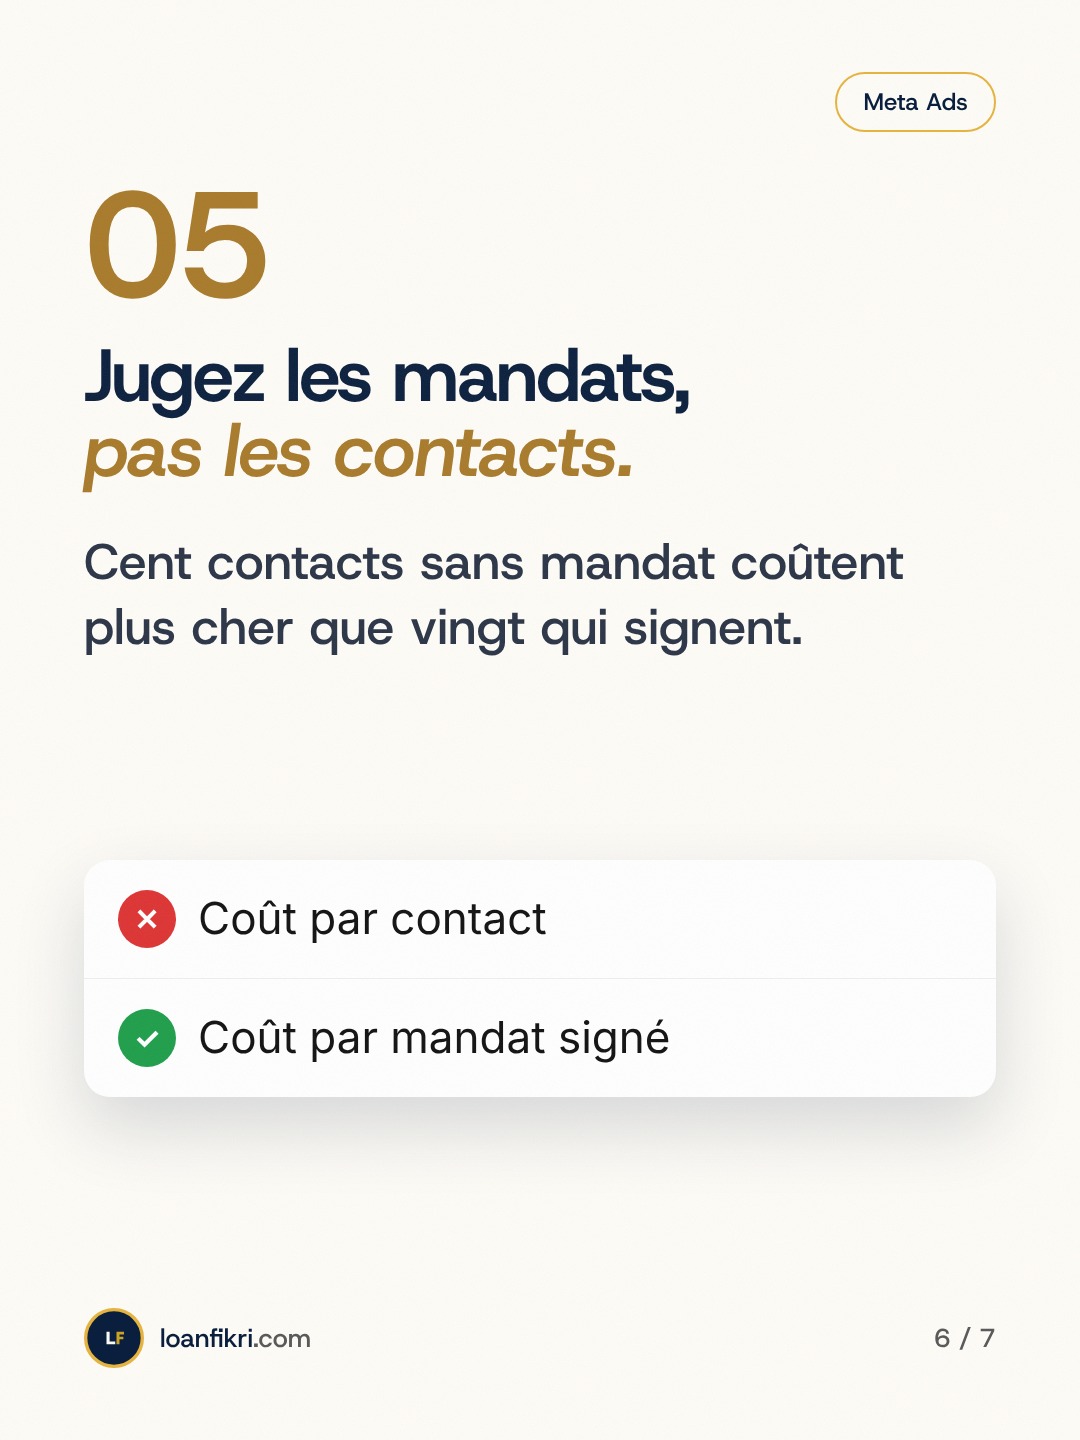 Meta Ads
05
Jugez les mandats,
pas les contacts.
Cent contacts sans mandat coûtent
plus cher que vingt qui signent.
Coût par contact
Coût par mandat signé
LF loanfikri.com
6 / 7